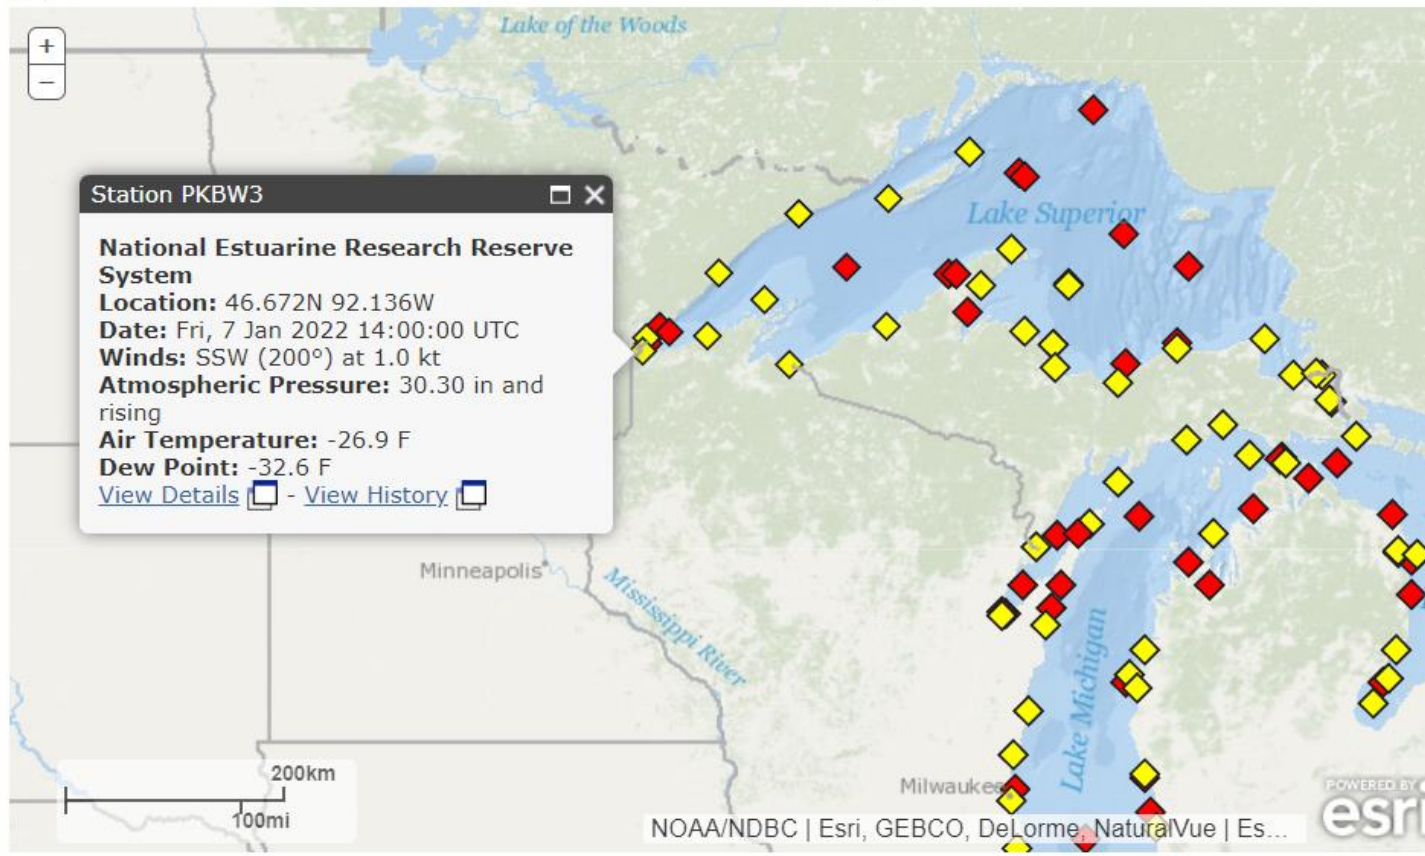 Lake of the Woods
+
−
Station PKBW3
National Estuarine Research Reserve
System
Location: 46.672N 92.136W
Date: Fri, 7 Jan 2022 14:00:00 UTC
Winds: SSW (200º) at 1.0 kt
Atmospheric Pressure: 30.30 in and
rising
Air Temperature: -26.9 F
Dew Point: -32.6 F
View Details - View History
Lake Superior
Minneapolis
Mississippi River
Lake Michigan
Milwaukee
200km
100mi
NOAA/NDBC | Esri, GEBCO, DeLorme, NaturalVue | Es...
POWERED BY
esri